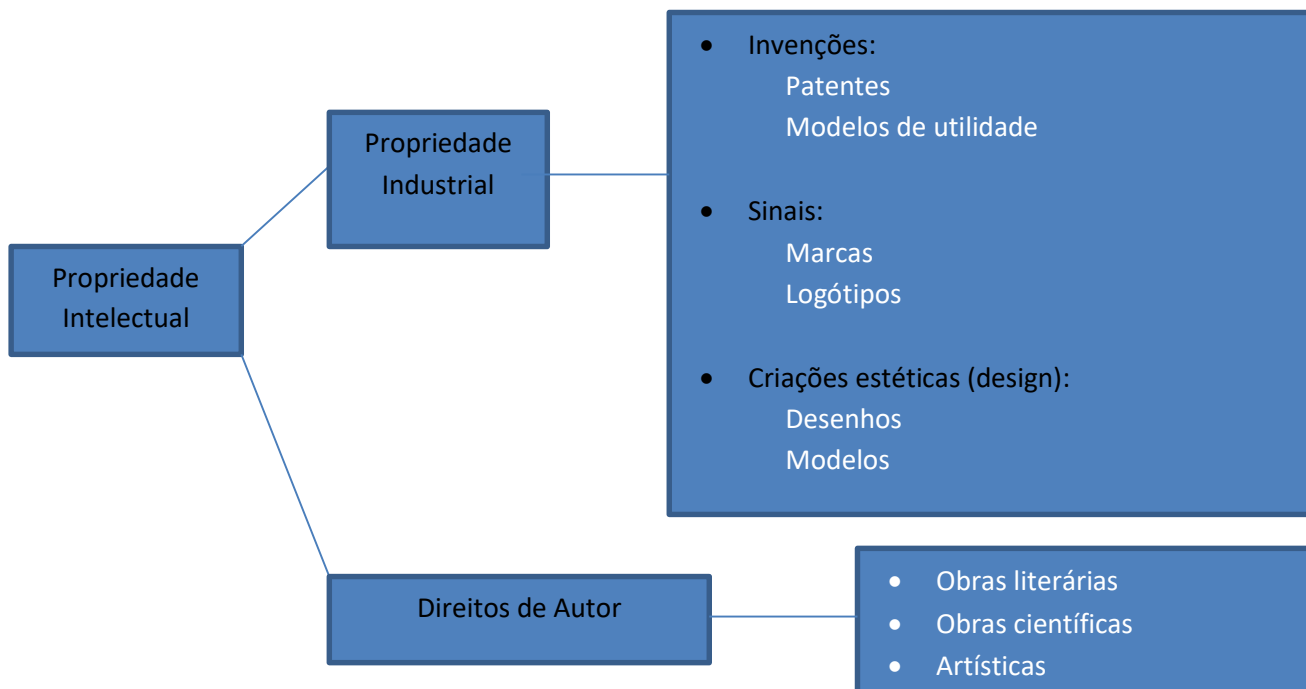 Propriedade
Intelectual
Propriedade
Industrial
• Invenções:
Patentes
Modelos de utilidade
• Sinais:
Marcas
Logótipos
• Criações estéticas (design):
Desenhos
Modelos
Direitos de Autor
• Obras literárias
• Obras científicas
• Artísticas